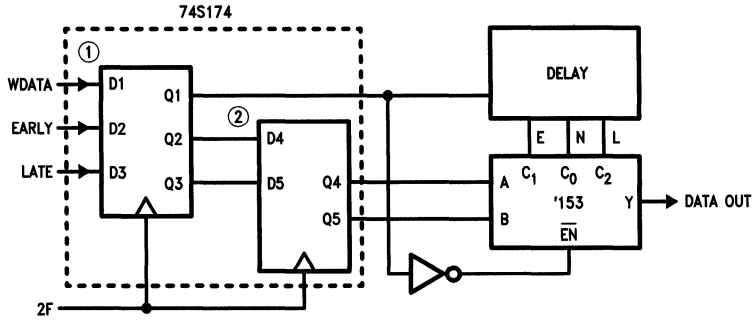 74S174
①
WDATA
D1
Q1
DELAY
EARLY
D2
Q2
②
D4
E
N
L
LATE
D3
Q3
D5
Q4
A
C1
C0
C2
'153
Y
DATA OUT
Q5
B
E̅N̅
2F